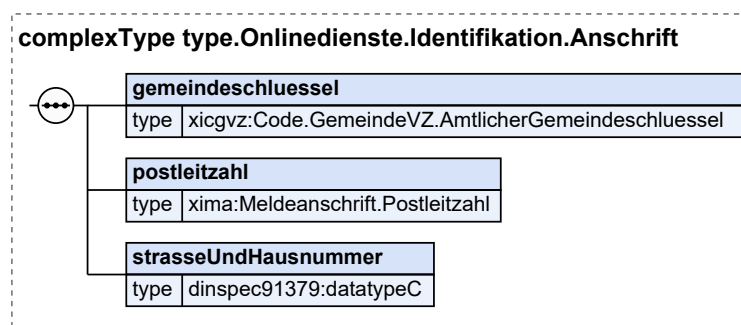 complexType type.Onlinedienste.Identifikation.Anschrift
gemeindeschluessel
type xicgvz:Code.GemeindeVZ.AmtlicherGemeindeschluessel
postleitzahl
type xima:Meldeanschrift.Postleitzahl
strasseUndHausnummer
type dinspec91379:datatypeC